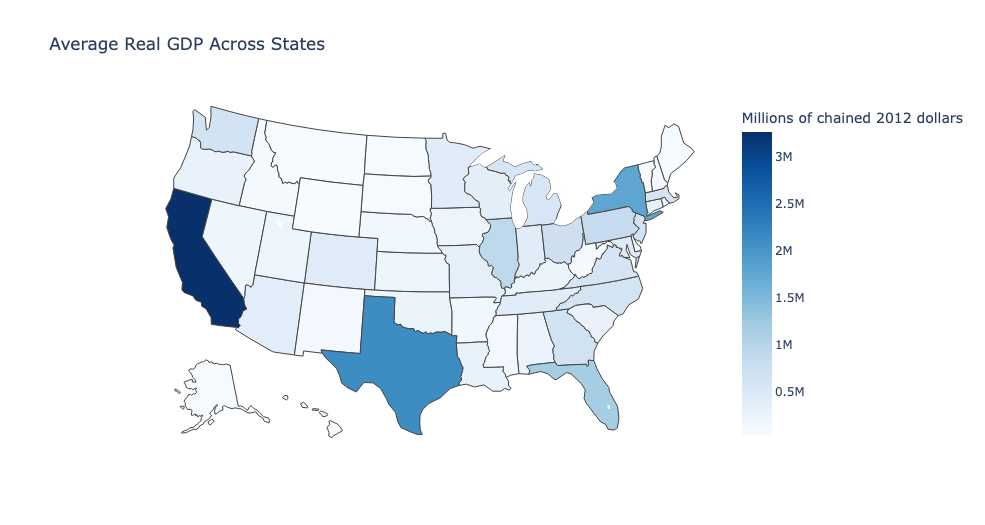 Average Real GDP Across States
Millions of chained 2012 dollars
3M
2.5M
2M
1.5M
1M
0.5M